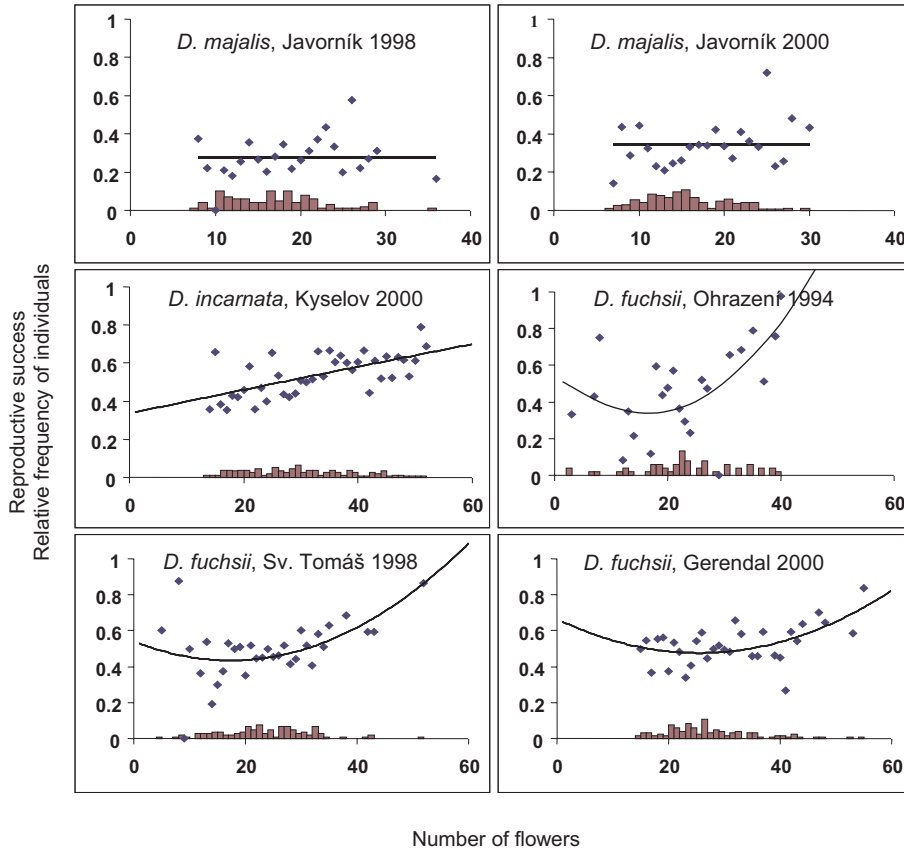 D. majalis, Javorník 1998
1
0.8
0.6
0.4
0.2
0
0 10 20 30 40
D. majalis, Javorník 2000
1
0.8
0.6
0.4
0.2
0
0 10 20 30 40
D. incarnata, Kyselov 2000
1
0.8
0.6
0.4
0.2
0
0 20 40 60
D. fuchsii, Ohrazení 1994
1
0.8
0.6
0.4
0.2
0
0 20 40 60
D. fuchsii, Sv. Tomáš 1998
1
0.8
0.6
0.4
0.2
0
0 20 40 60
D. fuchsii, Gerendal 2000
1
0.8
0.6
0.4
0.2
0
0 20 40 60
Reproductive success
Relative frequency of individuals
Number of flowers